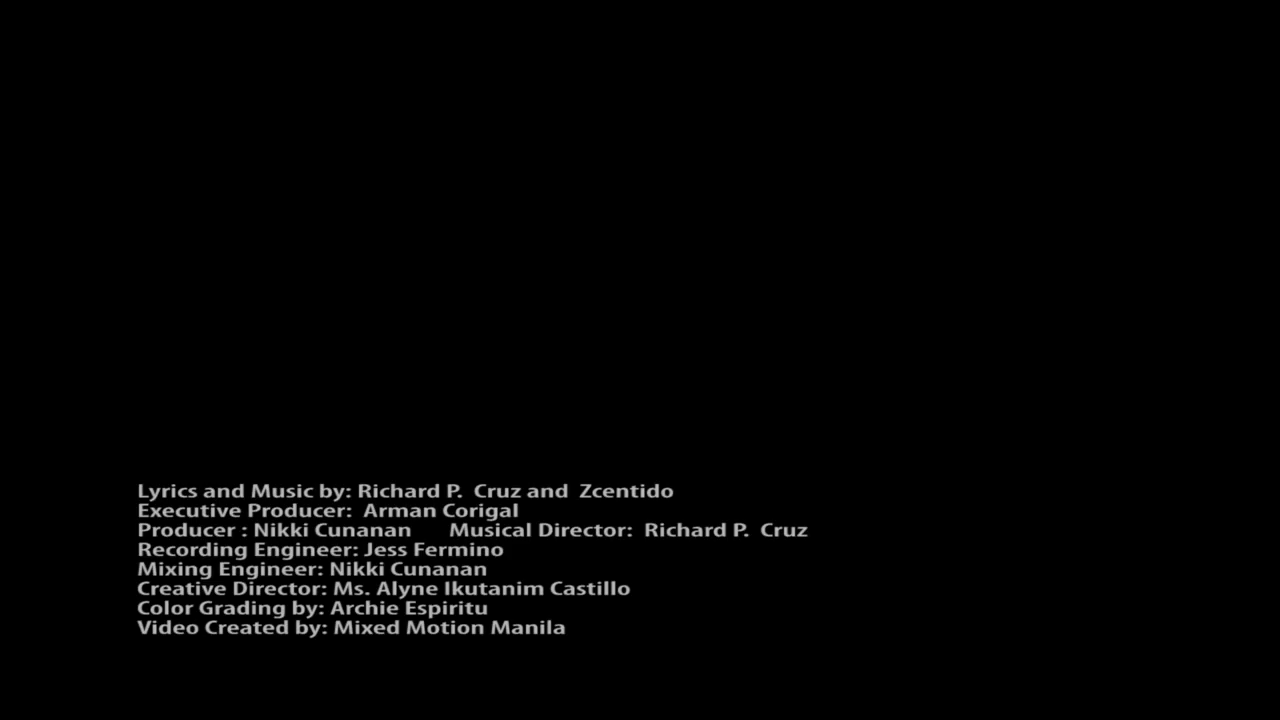 Lyrics and Music by: Richard P.  Cruz and  Zcentido
Executive Producer:  Arman Corigal
Producer : Nikki Cunanan      Musical Director:  Richard P.  Cruz
Recording Engineer: Jess Fermino
Mixing Engineer: Nikki Cunanan
Creative Director: Ms. Alyne Ikutanim Castillo
Color Grading by: Archie Espiritu
Video Created by: Mixed Motion Manila